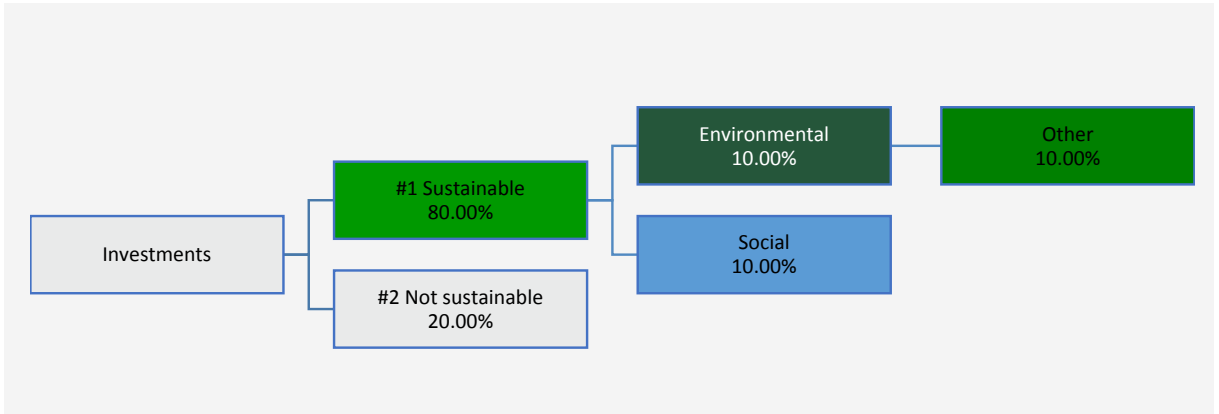 Investments
#1 Sustainable
80.00%
#2 Not sustainable
20.00%
Environmental
10.00%
Social
10.00%
Other
10.00%